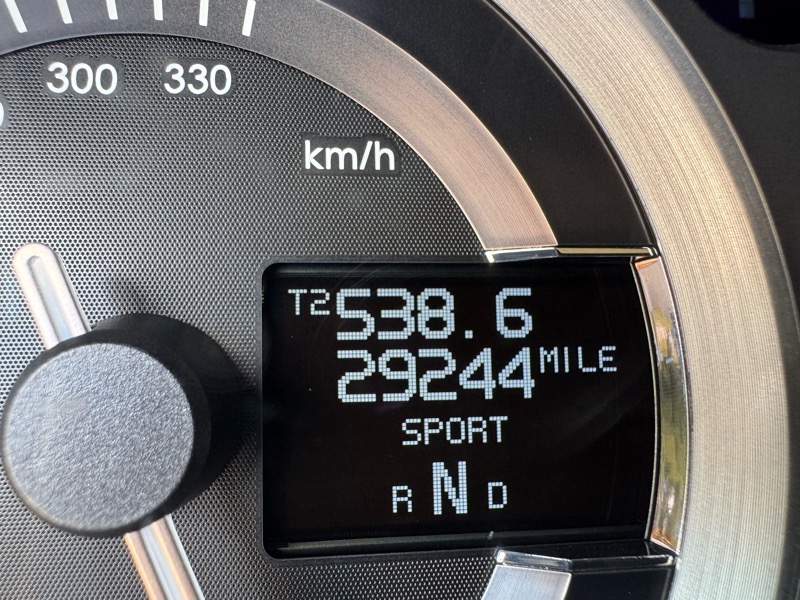 300 330
km/h
T2 538.6
29244 MILE
SPORT
R N D